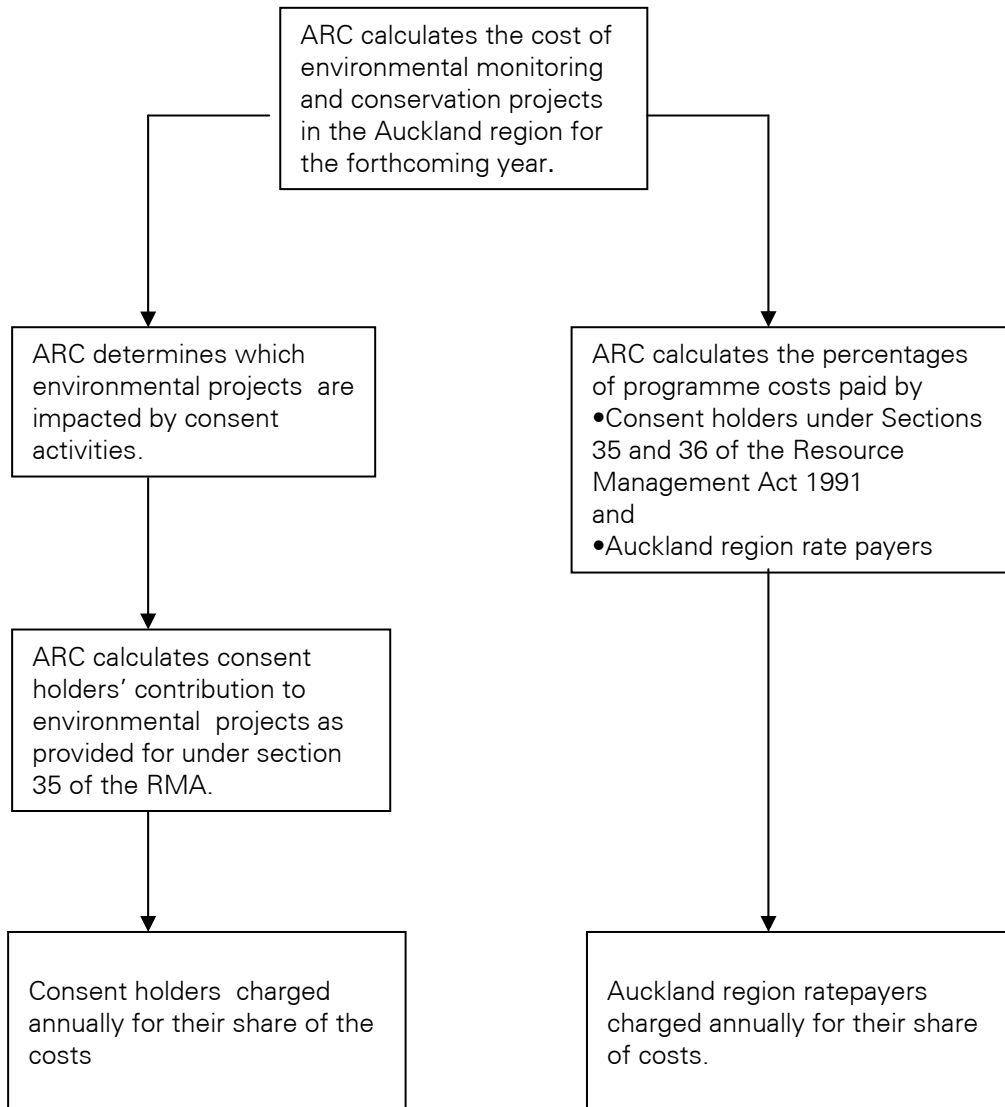 ARC calculates the cost of
environmental monitoring
and conservation projects
in the Auckland region for
the forthcoming year.
ARC determines which
environmental projects are
impacted by consent
activities.
ARC calculates the percentages
of programme costs paid by
•Consent holders under Sections
35 and 36 of the Resource
Management Act 1991
and
•Auckland region rate payers
ARC calculates consent
holders’ contribution to
environmental projects as
provided for under section
35 of the RMA.
Consent holders charged
annually for their share of the
costs
Auckland region ratepayers
charged annually for their share
of costs.